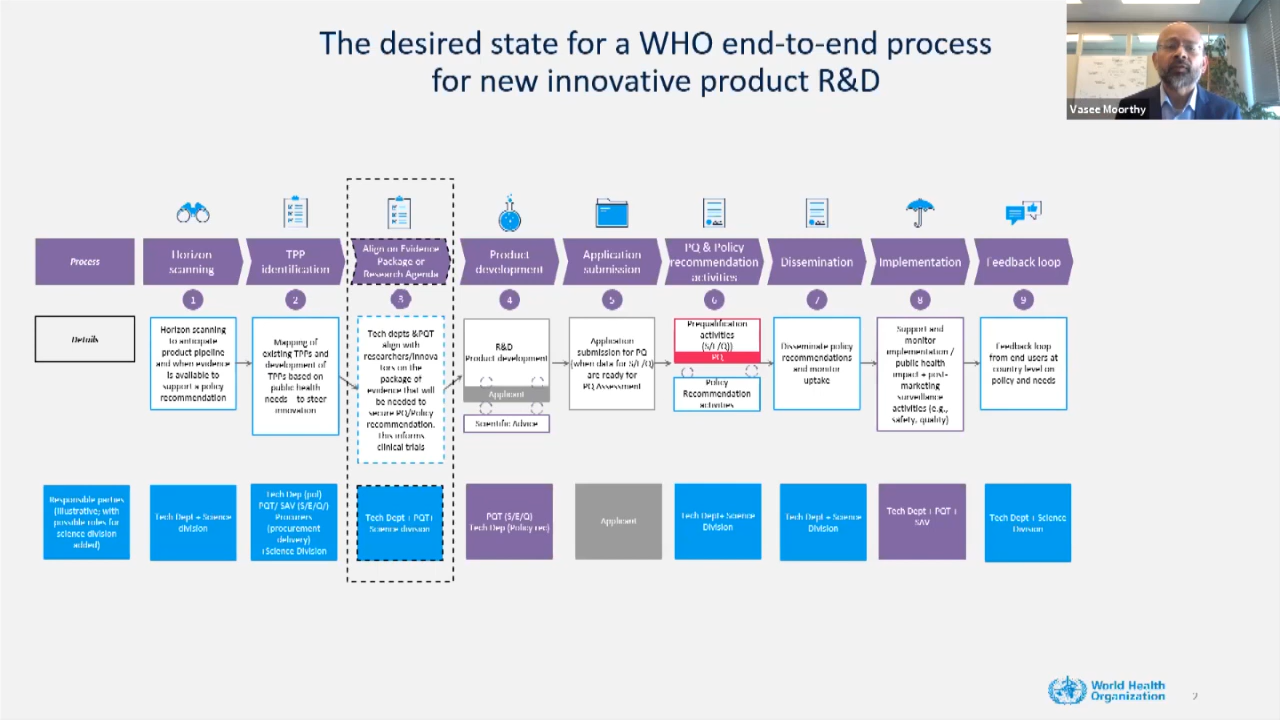 The desired state for a WHO end-to-end process
for new innovative product R&D
Vasee Moorthy
Process
Horizon
scanning
TPP
identification
Align on Evidence
Package or
Research Agenda
Product
development
Application
submission
PQ & Policy
recommendation
activities
Dissemination
Implementation
Feedback loop
1
2
3
4
5
6
7
8
9
Details
Horizon scanning
to anticipate
product pipeline
and when evidence
is available to
support a policy
recommendation
Mapping of
existing TPPs and
development of
TPPs based on
public health
needs to steer
innovation
Tech depts &PQT
align with
researchers/innova
tors on the
package of
evidence that will
be needed to
secure PQ/Policy
recommendation.
This informs
clinical trials
R&D
Product development
Applicant
Scientific Advice
Application
submission for PQ
(when data for S/E/Q)
are ready for
PQ Assessment
Prequalification
activities
(S/E/Q))
PQ
Policy
Recommendation
activities
Disseminate policy
recommendations
and monitor
uptake
Support and
monitor
implementation /
public health
impact + post-
marketing
surveillance
activities (e.g.,
safety, quality)
Feedback loop
from end users at
country level on
policy and needs
Responsible parties
(illustrative; with
possible roles for
science division
added)
Tech Dept + Science
division
Tech Dep (pol)
PQT/ SAV (S/E/Q/)
Procurers
(procurement
delivery)
+Science Division
Tech Dept + PQT+
Science division
PQT (S/E/Q)
Tech Dep (Policy rec)
Applicant
Tech Dept+ Science
Division
Tech Dept + Science
Division
Tech Dept + PQT +
SAV
Tech Dept + Science
Division
World Health
Organization
2